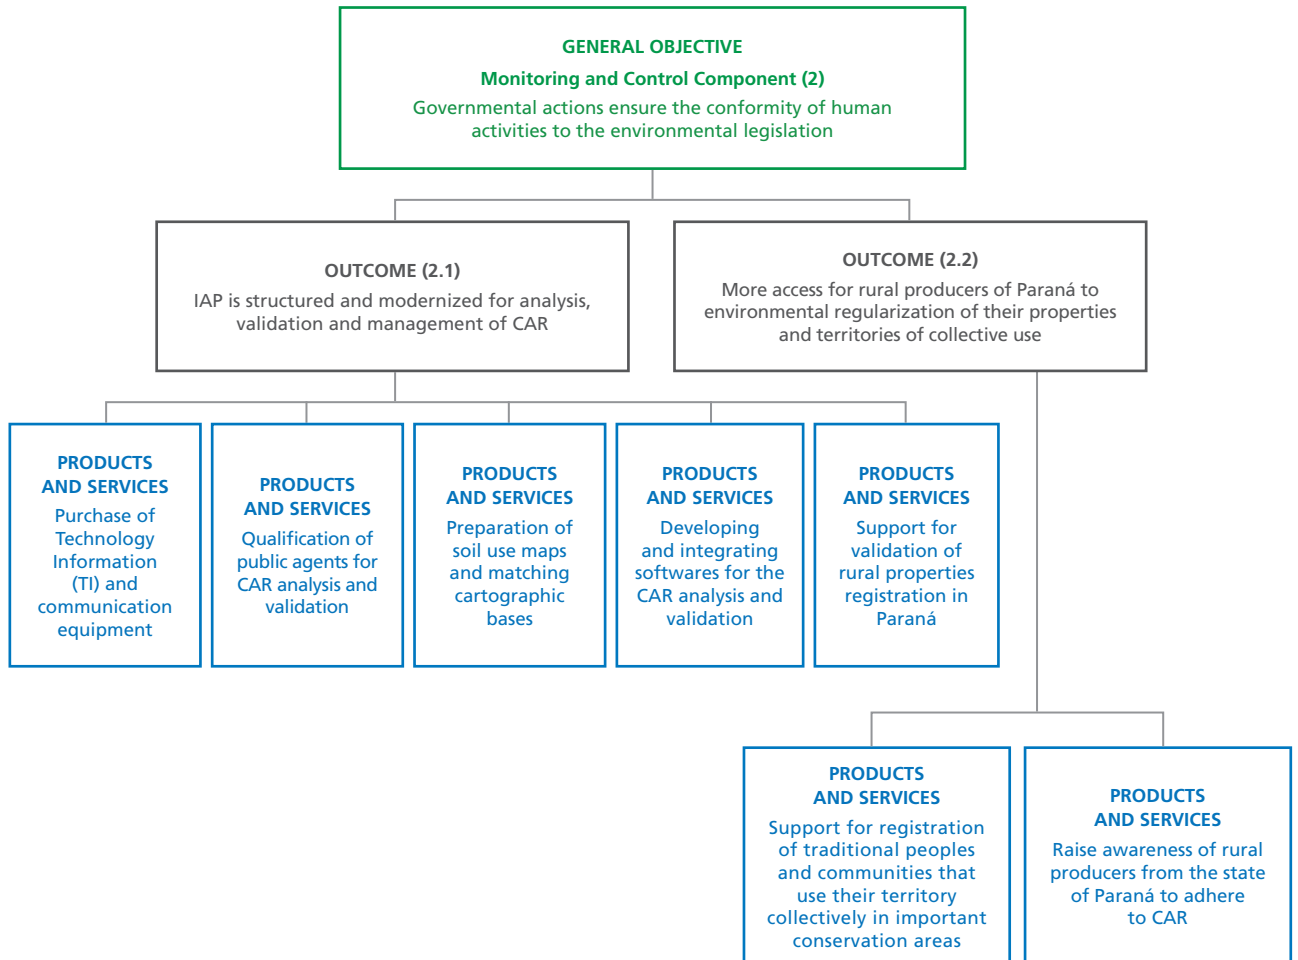 GENERAL OBJECTIVE
Monitoring and Control Component (2)
Governmental actions ensure the conformity of human
activities to the environmental legislation
OUTCOME (2.1)
IAP is structured and modernized for analysis,
validation and management of CAR
OUTCOME (2.2)
More access for rural producers of Paraná to
environmental regularization of their properties
and territories of collective use
PRODUCTS
AND SERVICES
Purchase of
Technology
Information
(TI) and
communication
equipment
PRODUCTS
AND SERVICES
Qualification of
public agents for
CAR analysis and
validation
PRODUCTS
AND SERVICES
Preparation of
soil use maps
and matching
cartographic
bases
PRODUCTS
AND SERVICES
Developing
and integrating
softwares for the
CAR analysis and
validation
PRODUCTS
AND SERVICES
Support for
validation of
rural properties
registration in
Paraná
PRODUCTS
AND SERVICES
Support for registration
of traditional peoples
and communities that
use their territory
collectively in important
conservation areas
PRODUCTS
AND SERVICES
Raise awareness of rural
producers from the state
of Paraná to adhere
to CAR